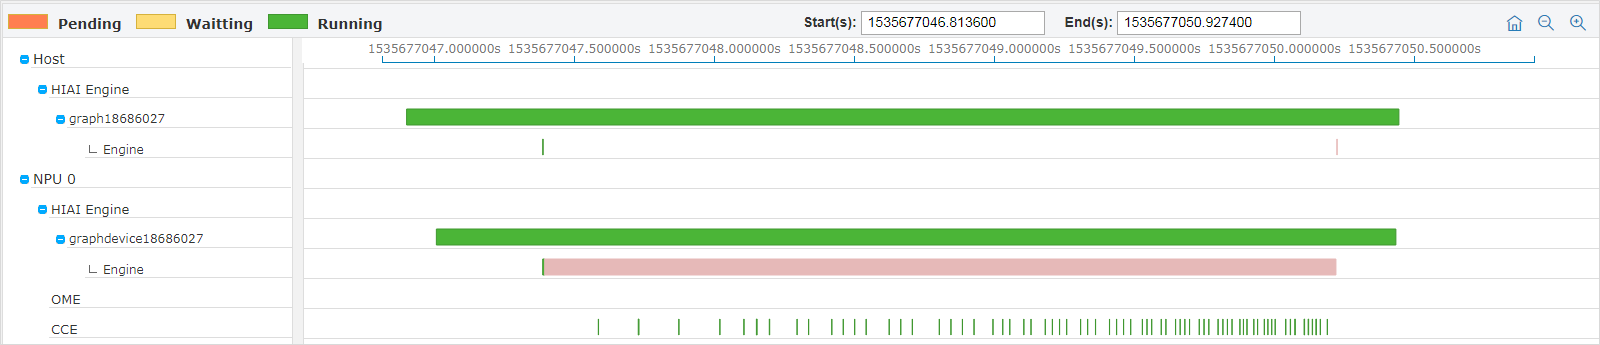 Pending Waitting Running Start(s): 1535677046.813600 End(s): 1535677050.927400
1535677047.000000s 1535677047.500000s 1535677048.000000s 1535677048.500000s 1535677049.000000s 1535677049.500000s 1535677050.000000s 1535677050.500000s
Host
HIAI Engine
graph18686027
Engine
NPU 0
HIAI Engine
graphdevice18686027
Engine
OME
CCE